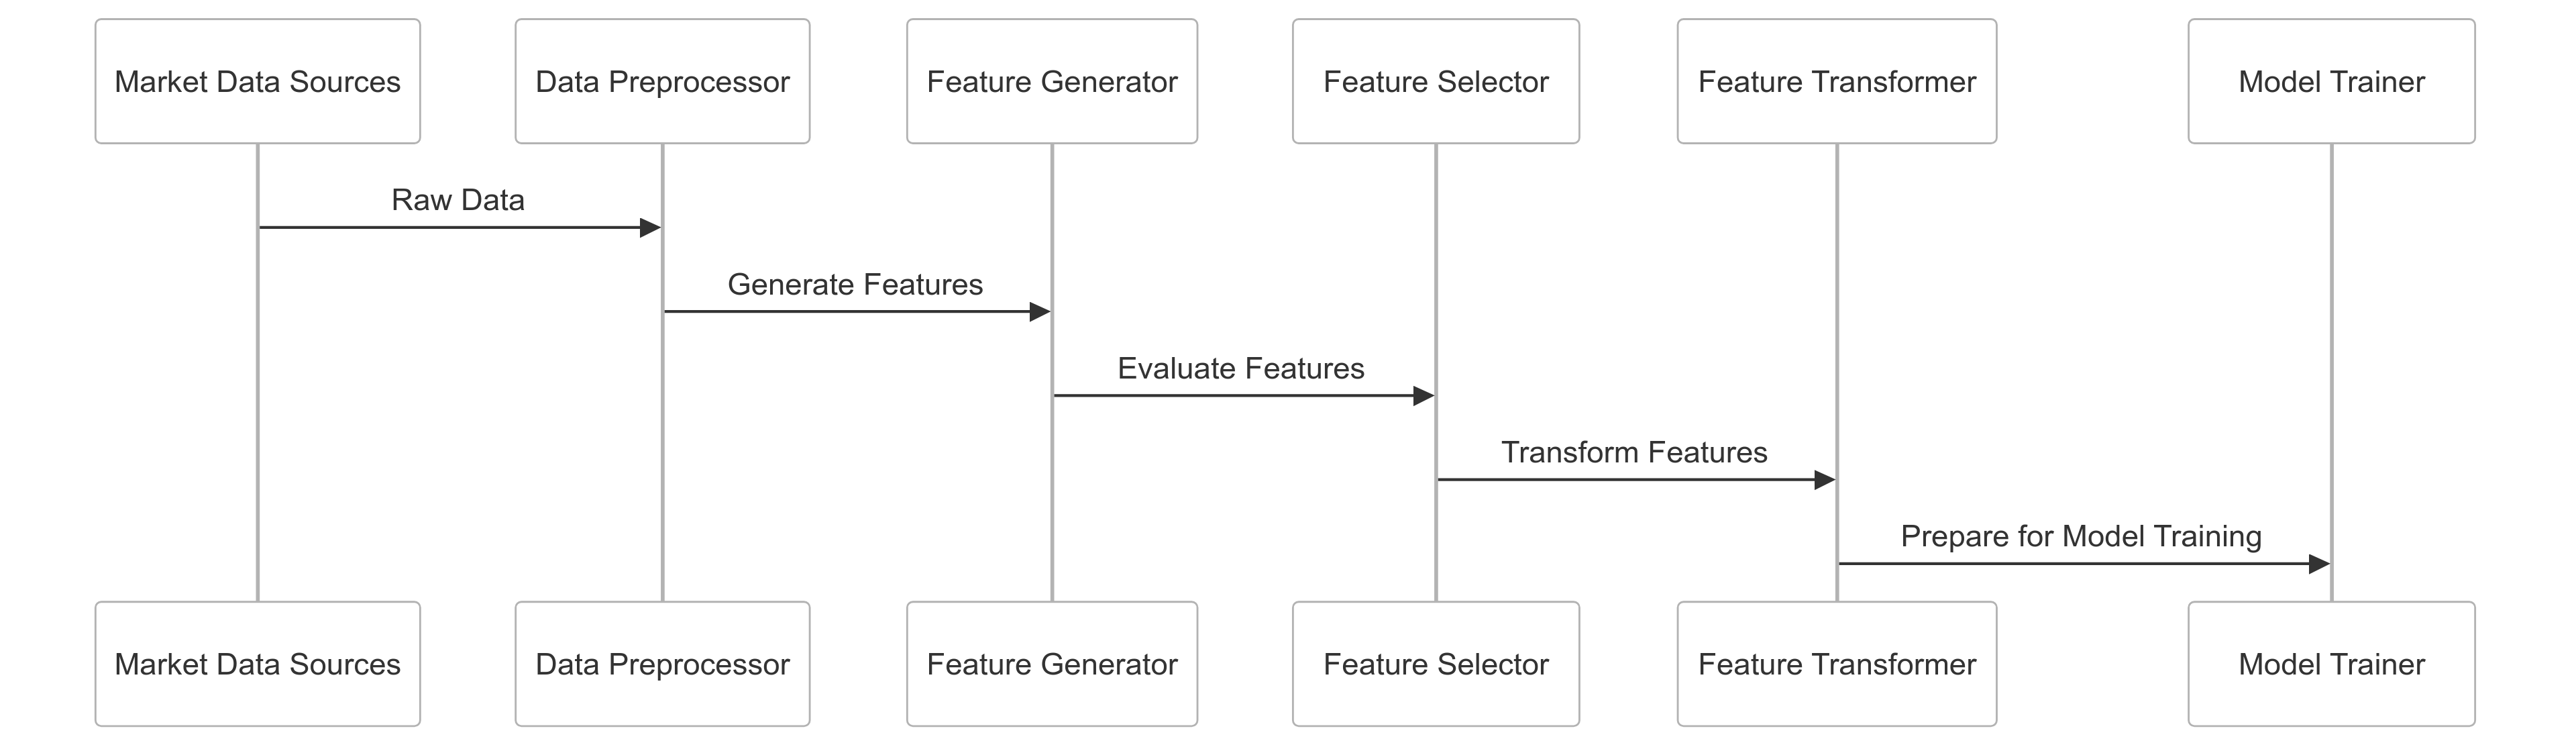 Market Data Sources
Data Preprocessor
Feature Generator
Feature Selector
Feature Transformer
Model Trainer
Raw Data
Generate Features
Evaluate Features
Transform Features
Prepare for Model Training
Market Data Sources
Data Preprocessor
Feature Generator
Feature Selector
Feature Transformer
Model Trainer